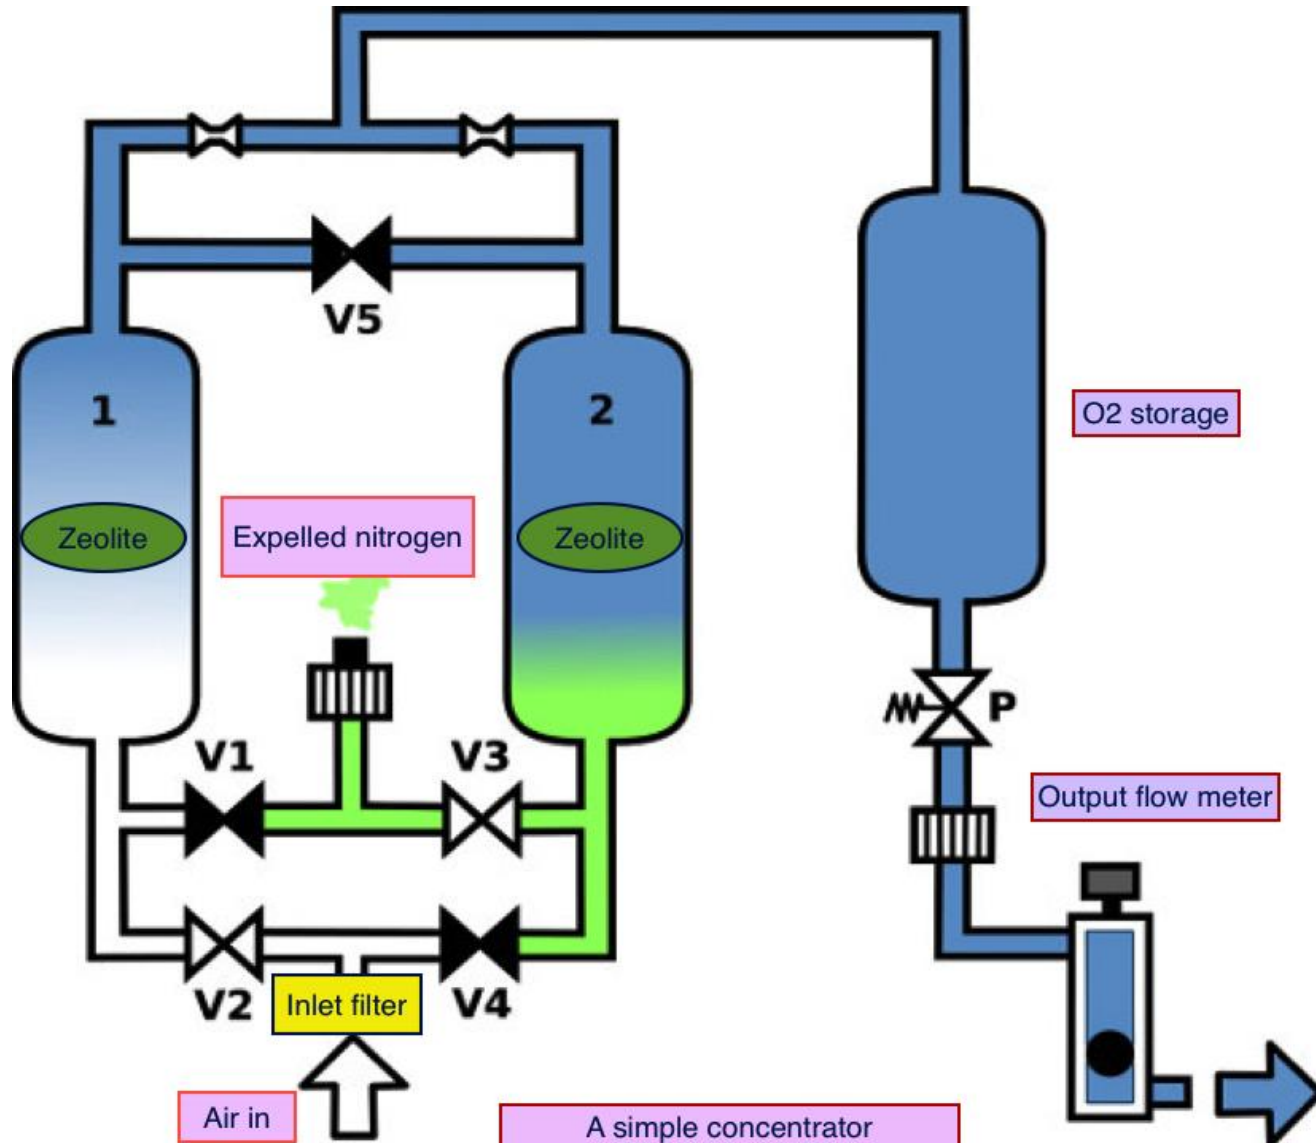 V5
1
2
O2 storage
Zeolite
Expelled nitrogen
Zeolite
P
V1
V3
Output flow meter
V2
Inlet filter
V4
Air in
A simple concentrator